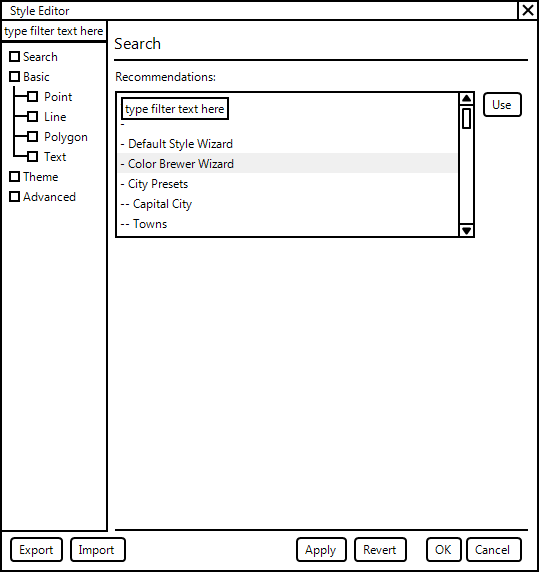 Style Editor
type filter text here
Search
Basic
Point
Line
Polygon
Text
Theme
Advanced
Search
Recommendations:
type filter text here
-
- Default Style Wizard
- Color Brewer Wizard
- City Presets
-- Capital City
-- Towns
Use
Export
Import
Apply
Revert
OK
Cancel